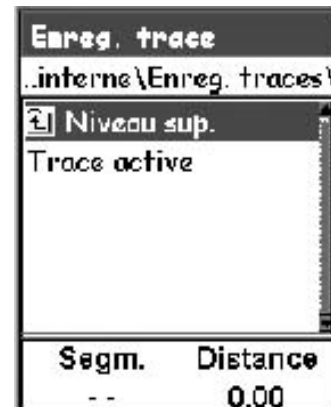 Enreg. trace
..interne\Enreg. traces\
Niveau sup.
Trace active
Segm. Distance
-- 0.00